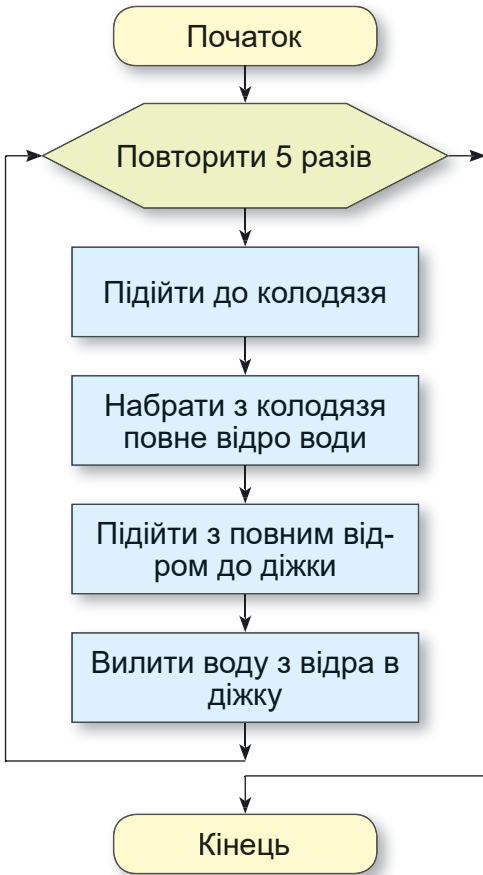 Початок
Повторити 5 разів
Підійти до колодязя
Набрати з колодязя
повне відро води
Підійти з повним від-
ром до діжки
Вилити воду з відра в
діжку
Кінець